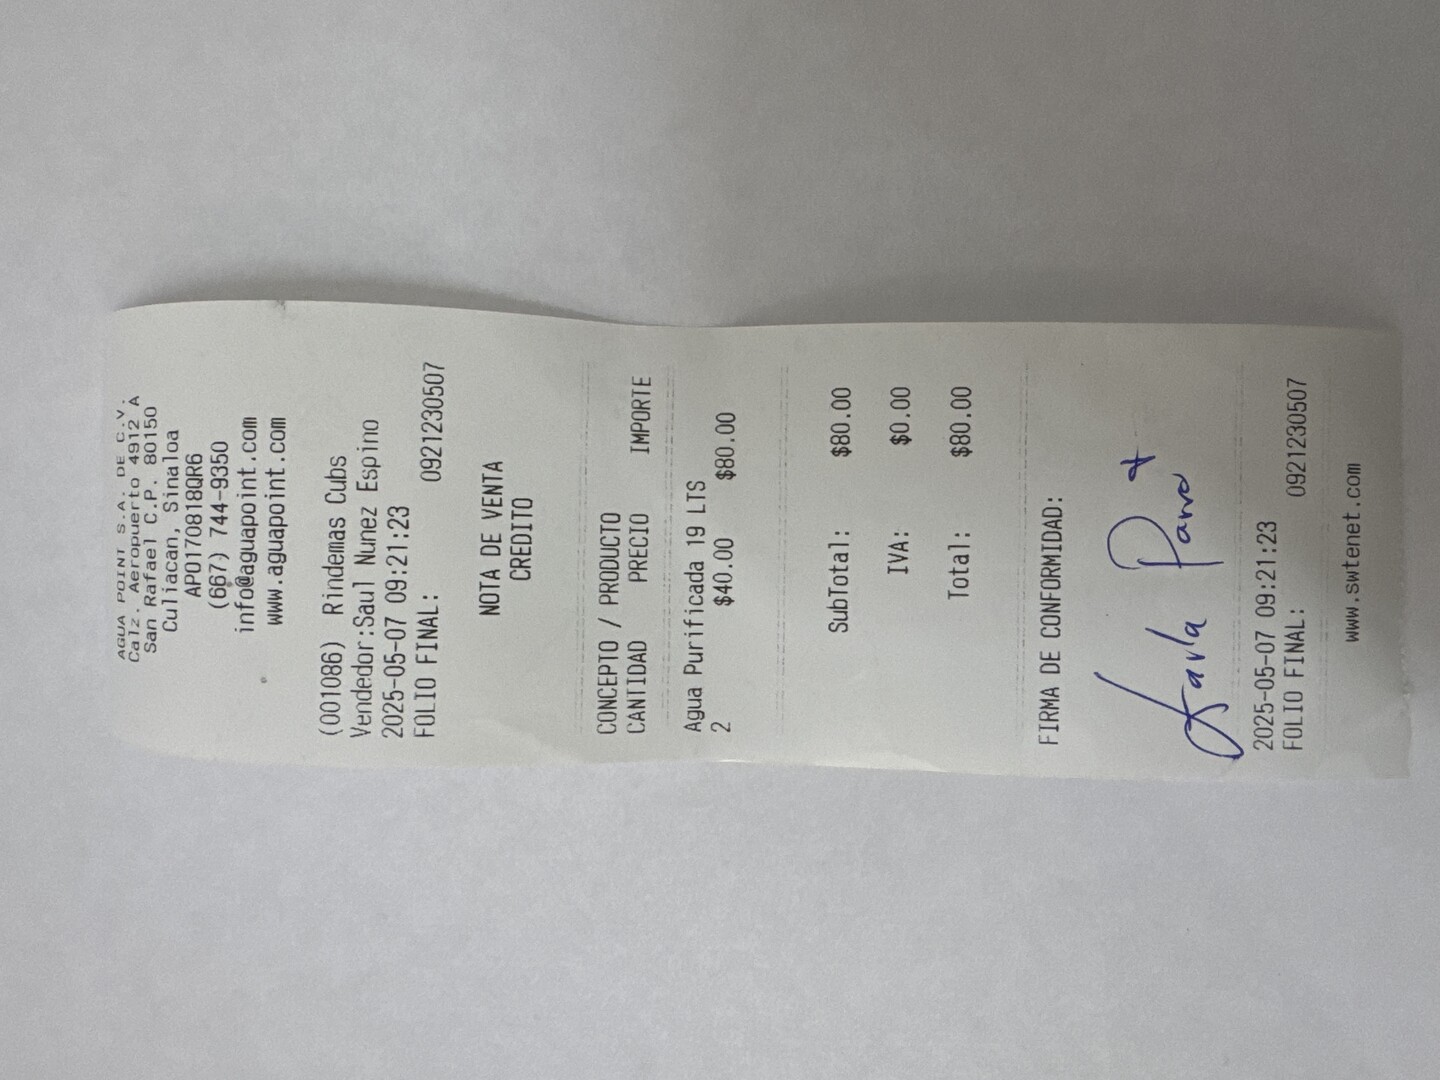 AGUA POINT S.A. DE C.V.
Calz. Aeropuerto 4912 A
San Rafael C.P. 80150
Culiacan, Sinaloa
APO170818QR6
(667) 744-9350
info@aguapoint.com
www.aguapoint.com
(001086) Rindemas Cubs
Vendedor:Saul Nunez Espino
2025-05-07 09:21:23
FOLIO FINAL: 0921230507
NOTA DE VENTA
CREDITO
CONCEPTO / PRODUCTO
CANTIDAD PRECIO IMPORTE
Agua Purificada 19 LTS
2 $40.00 $80.00
SubTotal: $80.00
IVA: $0.00
Total: $80.00
FIRMA DE CONFORMIDAD:
Karla
2025-05-07 09:21:23
FOLIO FINAL: 0921230507
www.swtenet.com